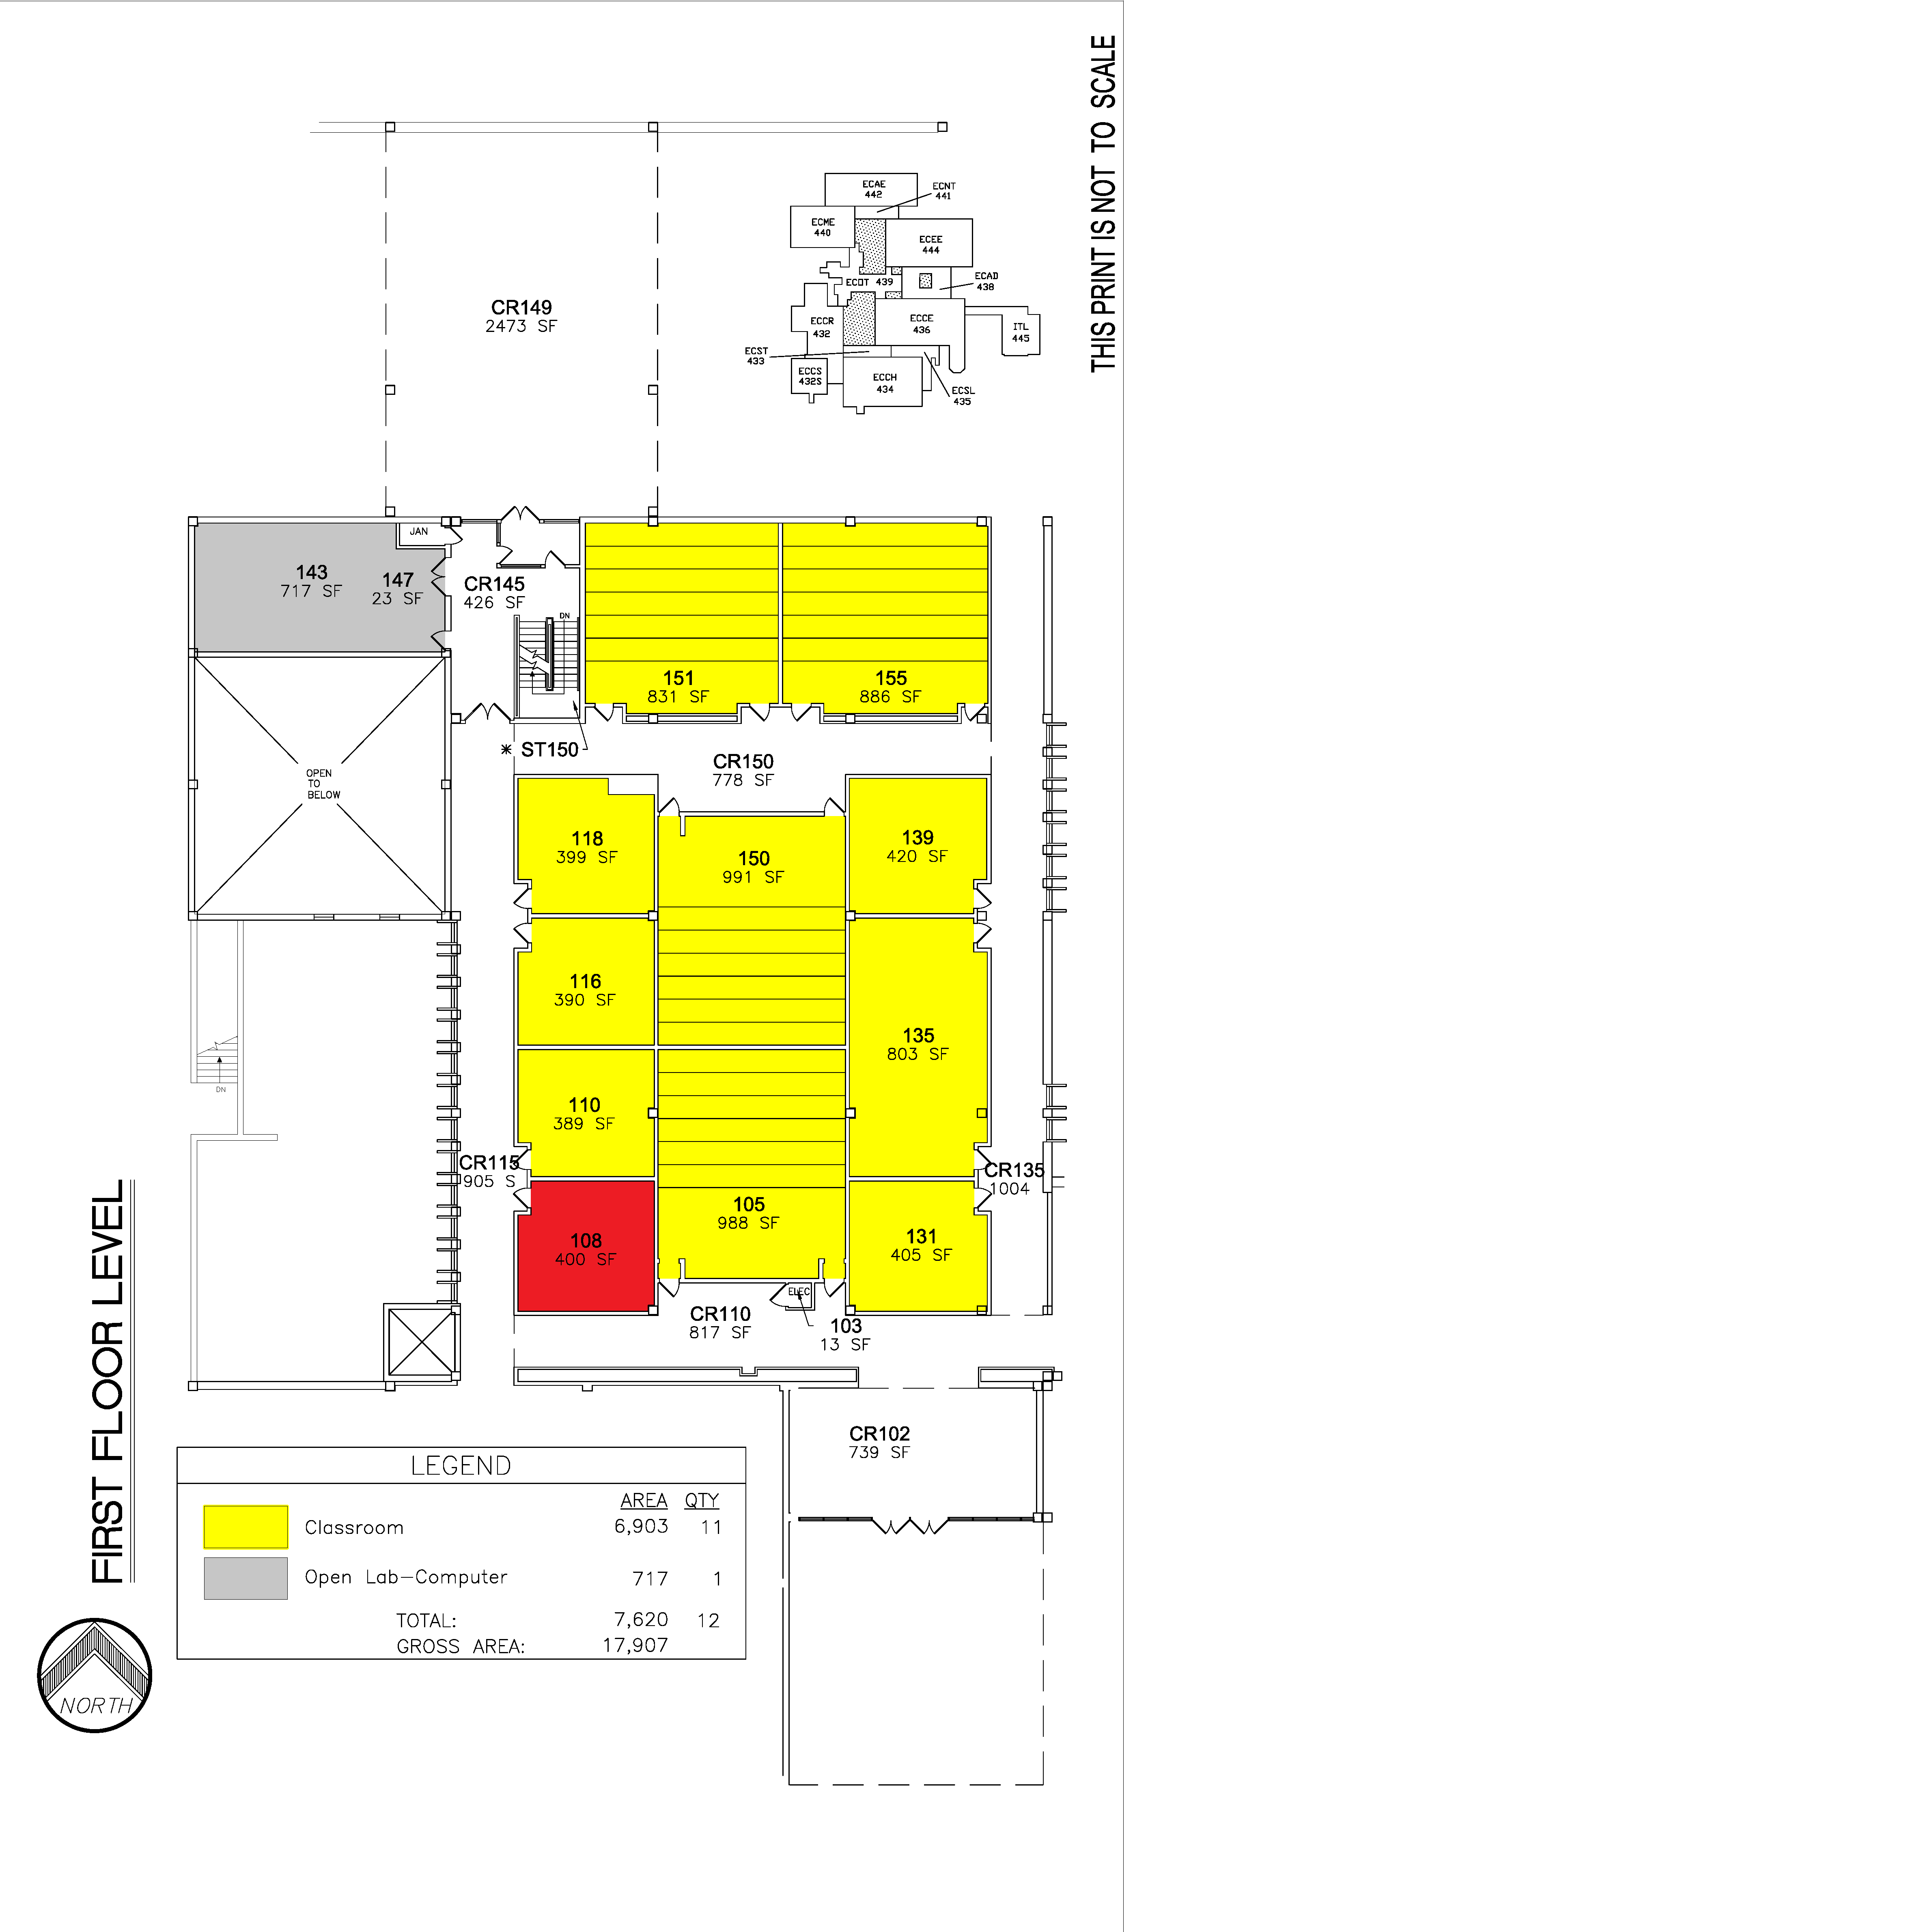 THIS PRINT IS NOT TO SCALE
ECAE
442
ECNT
441
ECME
440
ECEE
444
ECAD
438
ECOT 439
ECCR
432
ECCE
436
ITL
445
ECST
433
ECCS
432S
ECCH
434
ECSL
435
CR149
2473 SF
JAN
143
717 SF
147
23 SF
CR145
426 SF
DN
151
831 SF
155
886 SF
* ST150
CR150
778 SF
OPEN
TO
BELOW
118
399 SF
150
991 SF
139
420 SF
116
390 SF
135
803 SF
DN
110
389 SF
CR115
905 S
CR135
1004
108
400 SF
105
988 SF
131
405 SF
ELEC
CR110
817 SF
103
13 SF
CR102
739 SF
FIRST FLOOR LEVEL
LEGEND
AREA QTY
Classroom 6,903 11
Open Lab-Computer 717 1
TOTAL: 7,620 12
GROSS AREA: 17,907
NORTH